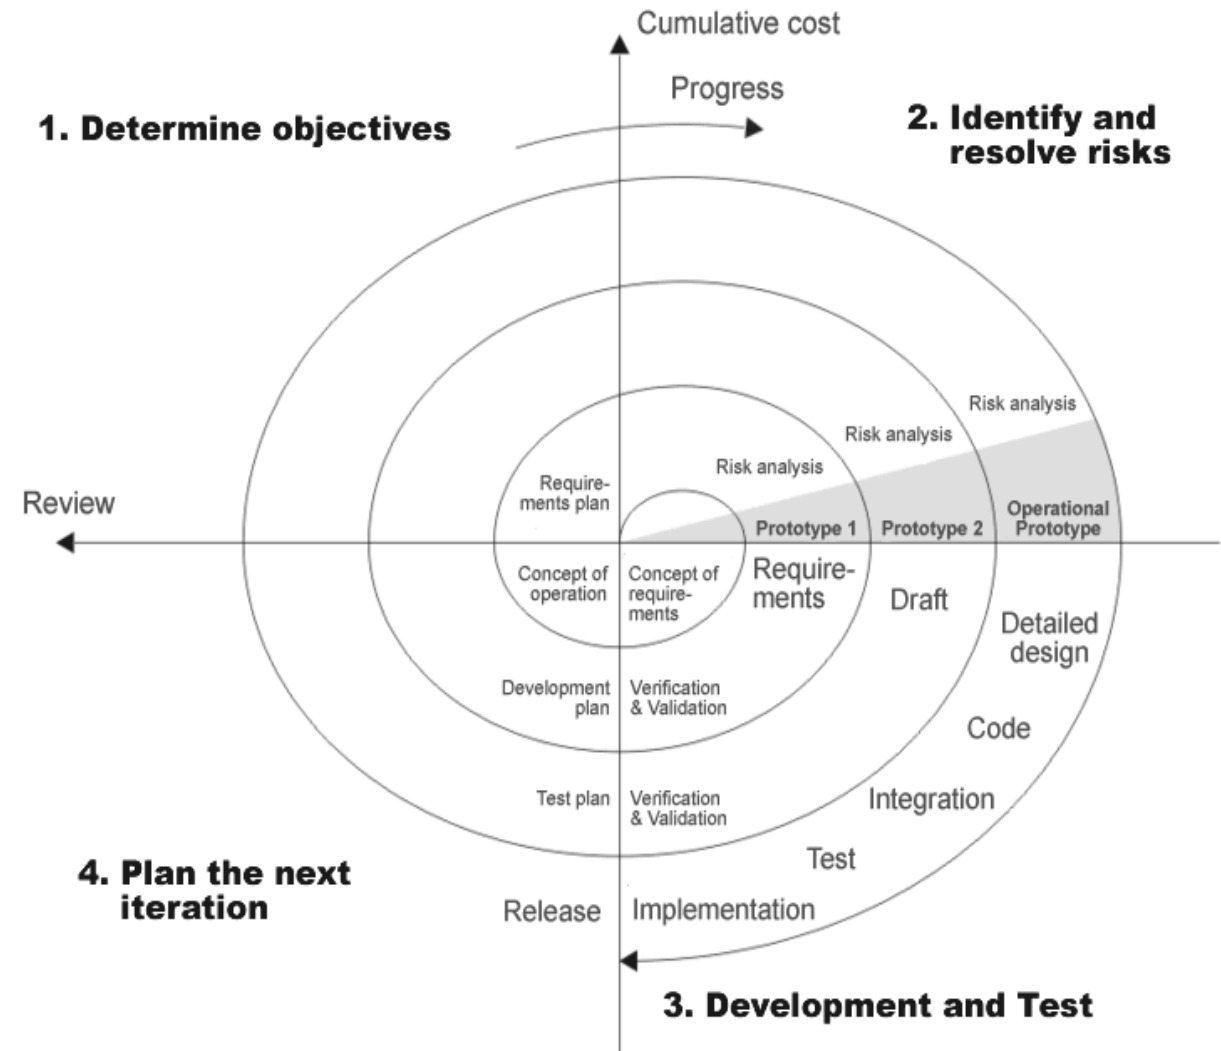 Cumulative cost
Progress
1. Determine objectives
2. Identify and
resolve risks
Risk analysis
Risk analysis
Risk analysis
Require-
ments plan
Review
Operational
Prototype
Prototype 1
Prototype 2
Concept of
operation
Concept of
require-
ments
Require-
ments
Draft
Detailed
design
Development
plan
Verification
& Validation
Code
Test plan
Verification
& Validation
Integration
Test
4. Plan the next
iteration
Release
Implementation
3. Development and Test